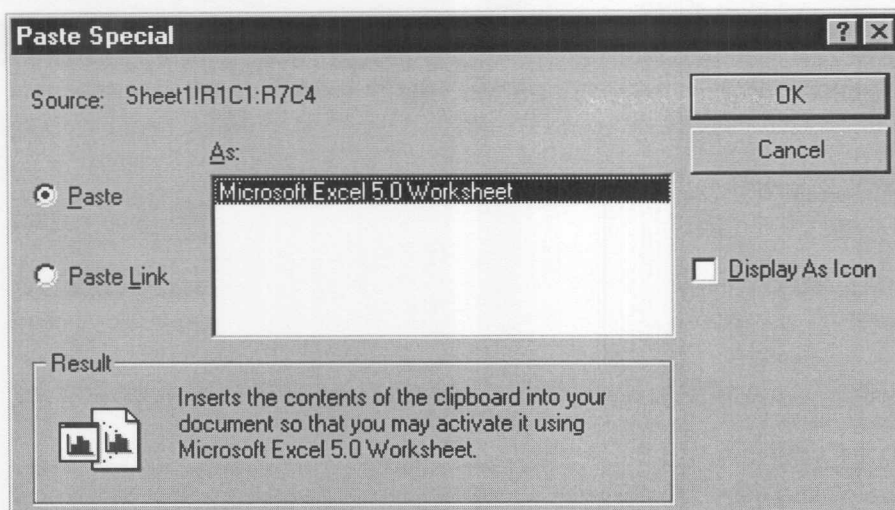 Paste Special
Source: Sheet1!R1C1:R7C4
OK
As:
Cancel
Paste
Microsoft Excel 5.0 Worksheet
Paste Link
Display As Icon
Result
Inserts the contents of the clipboard into your
document so that you may activate it using
Microsoft Excel 5.0 Worksheet.